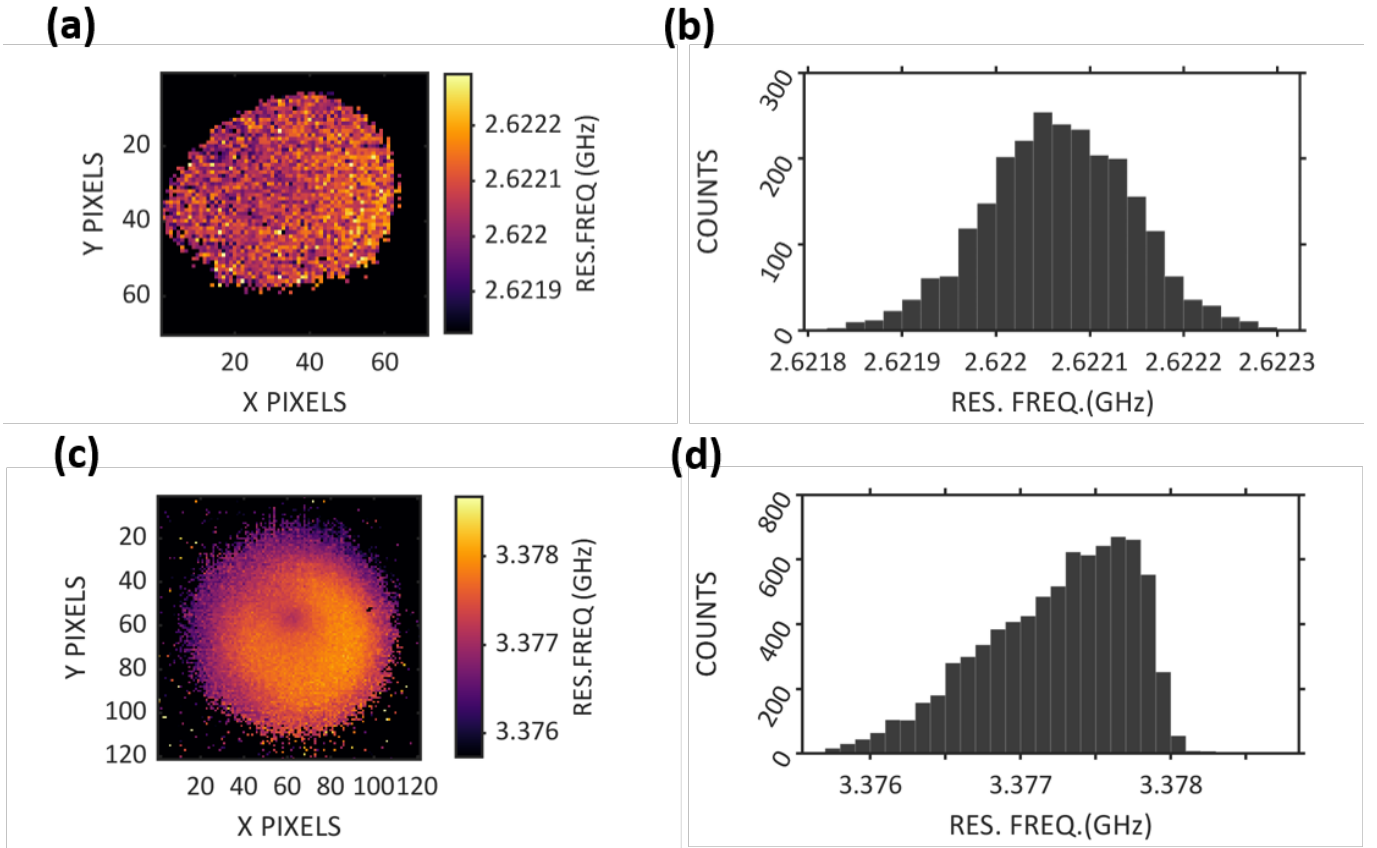 (a)
20
40
60
Y PIXELS
20 40 60
X PIXELS
2.6222
2.6221
2.622
2.6219
RES.FREQ (GHz)
(b)
300
200
100
0
COUNTS
2.6218 2.6219 2.622 2.6221 2.6222 2.6223
RES. FREQ.(GHz)
(c)
20
40
60
80
100
120
Y PIXELS
20 40 60 80 100 120
X PIXELS
3.378
3.377
3.376
RES.FREQ (GHz)
(d)
800
600
400
200
0
COUNTS
3.376 3.377 3.378
RES. FREQ.(GHz)